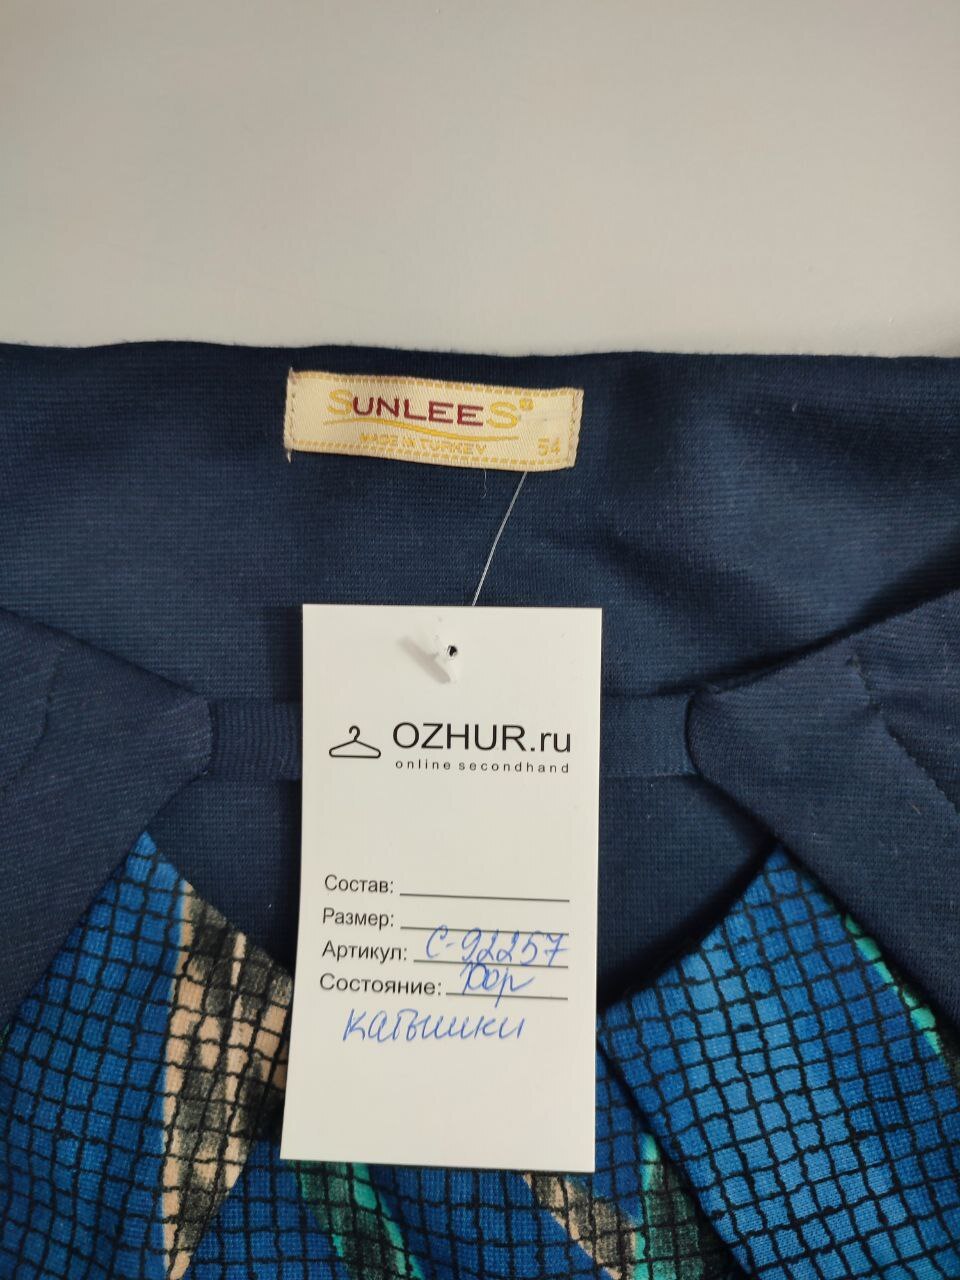 SUNLEES®
MADE IN TURKEY 54
OZHUR.ru
online secondhand
Состав:
Размер:
Артикул: С-92257
Состояние: хор
катышки